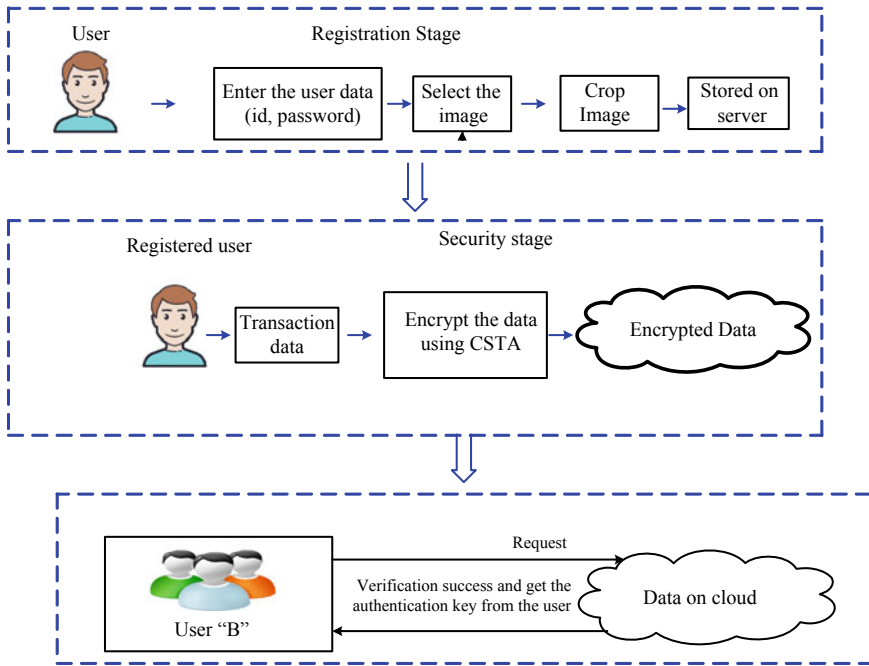 User
Registration Stage
Enter the user data
(id, password)
Select the
image
Crop
Image
Stored on
server
Registered user
Security stage
Transaction
data
Encrypt the data
using CSTA
Encrypted Data
Request
Verification success and get the
authentication key from the user
User “B”
Data on cloud